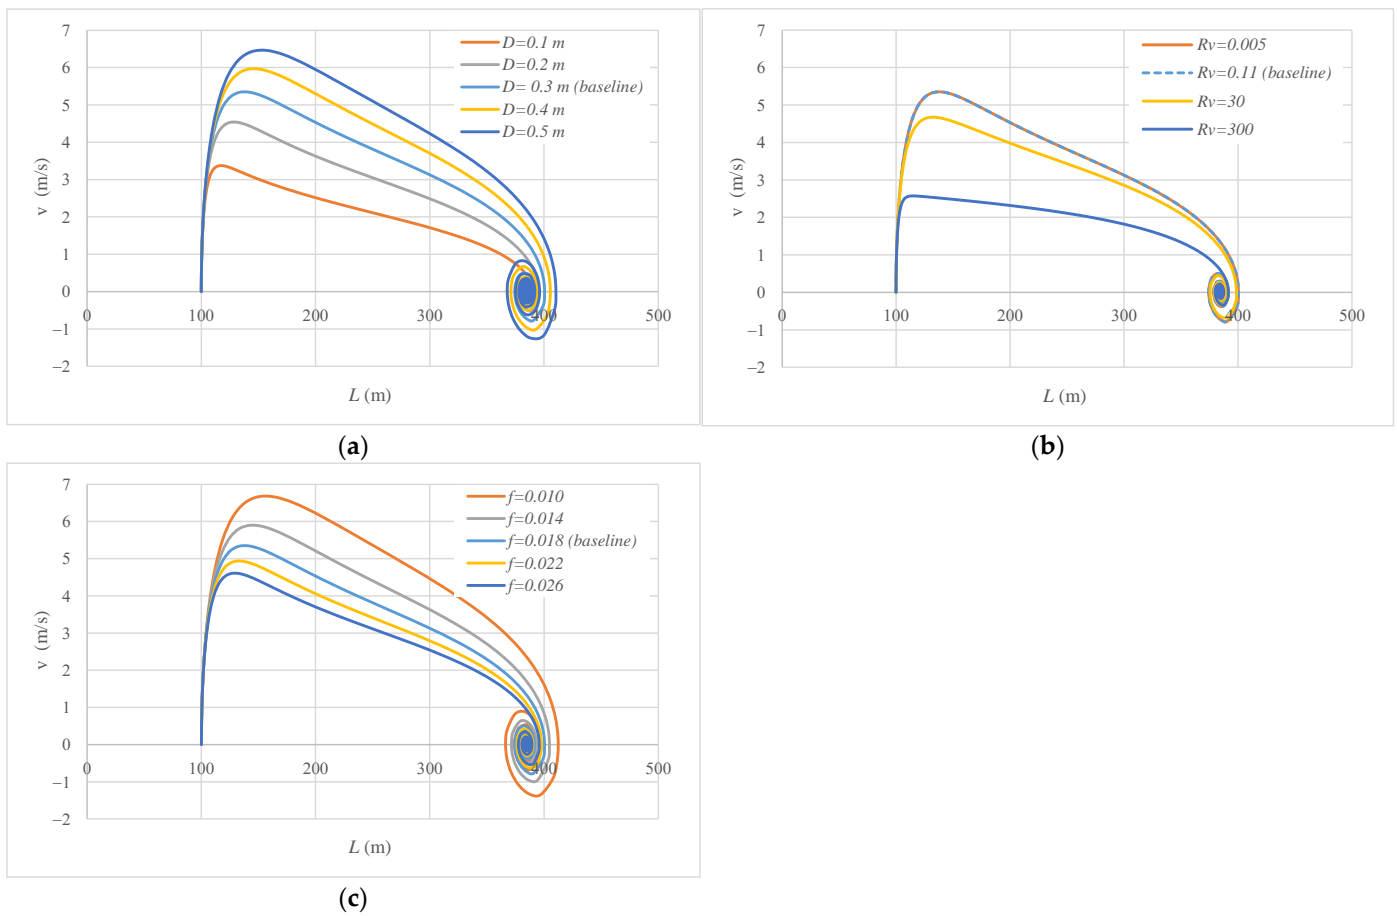 7
6
5
4
3
2
1
0
–1
–2
v (m/s)
0 100 200 300 400 500
L (m)
D=0.1 m
D=0.2 m
D= 0.3 m (baseline)
D=0.4 m
D=0.5 m
(a)
7
6
5
4
3
2
1
0
–1
–2
v (m/s)
0 100 200 300 400 500
L (m)
Rv=0.005
Rv=0.11 (baseline)
Rv=30
Rv=300
(b)
7
6
5
4
3
2
1
0
–1
–2
v (m/s)
0 100 200 300 400 500
L (m)
f=0.010
f=0.014
f=0.018 (baseline)
f=0.022
f=0.026
(c)